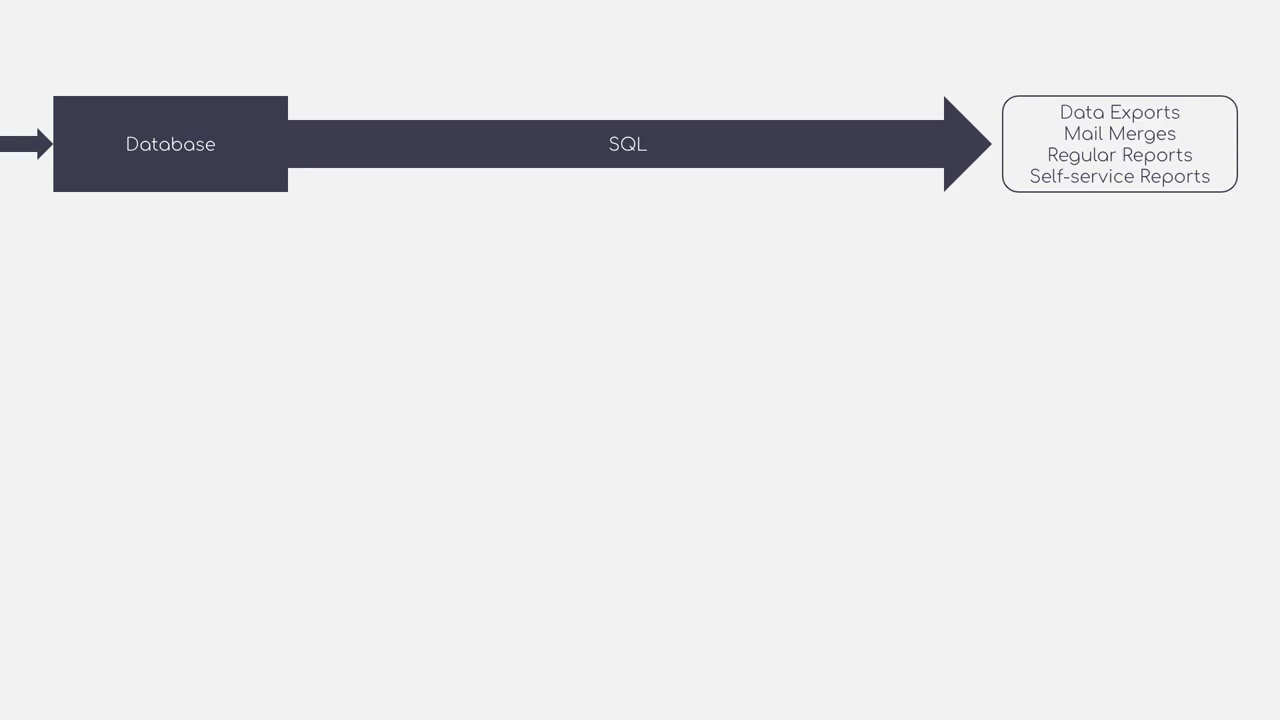 Database
SQL
Data Exports
Mail Merges
Regular Reports
Self-service Reports